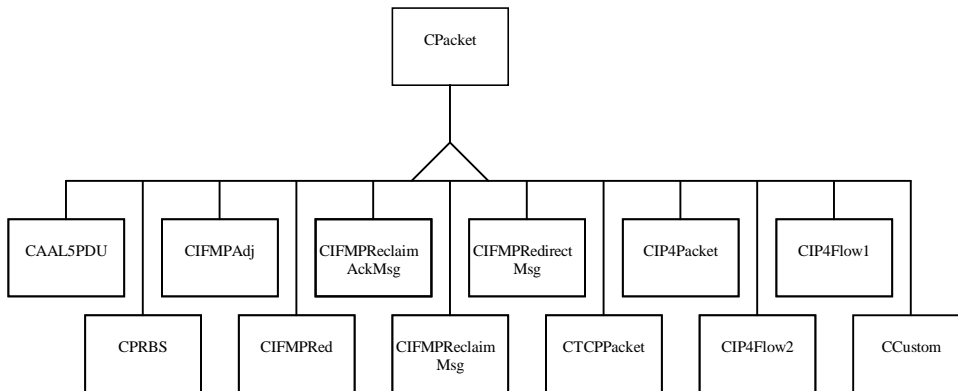 CPacket
CAAL5PDU
CIFMPAdj
CIFMPReclaim
AckMsg
CIFMPRedirect
Msg
CIP4Packet
CIP4Flow1
CPRBS
CIFMPRed
CIFMPReclaim
Msg
CTCPPacket
CIP4Flow2
CCustom